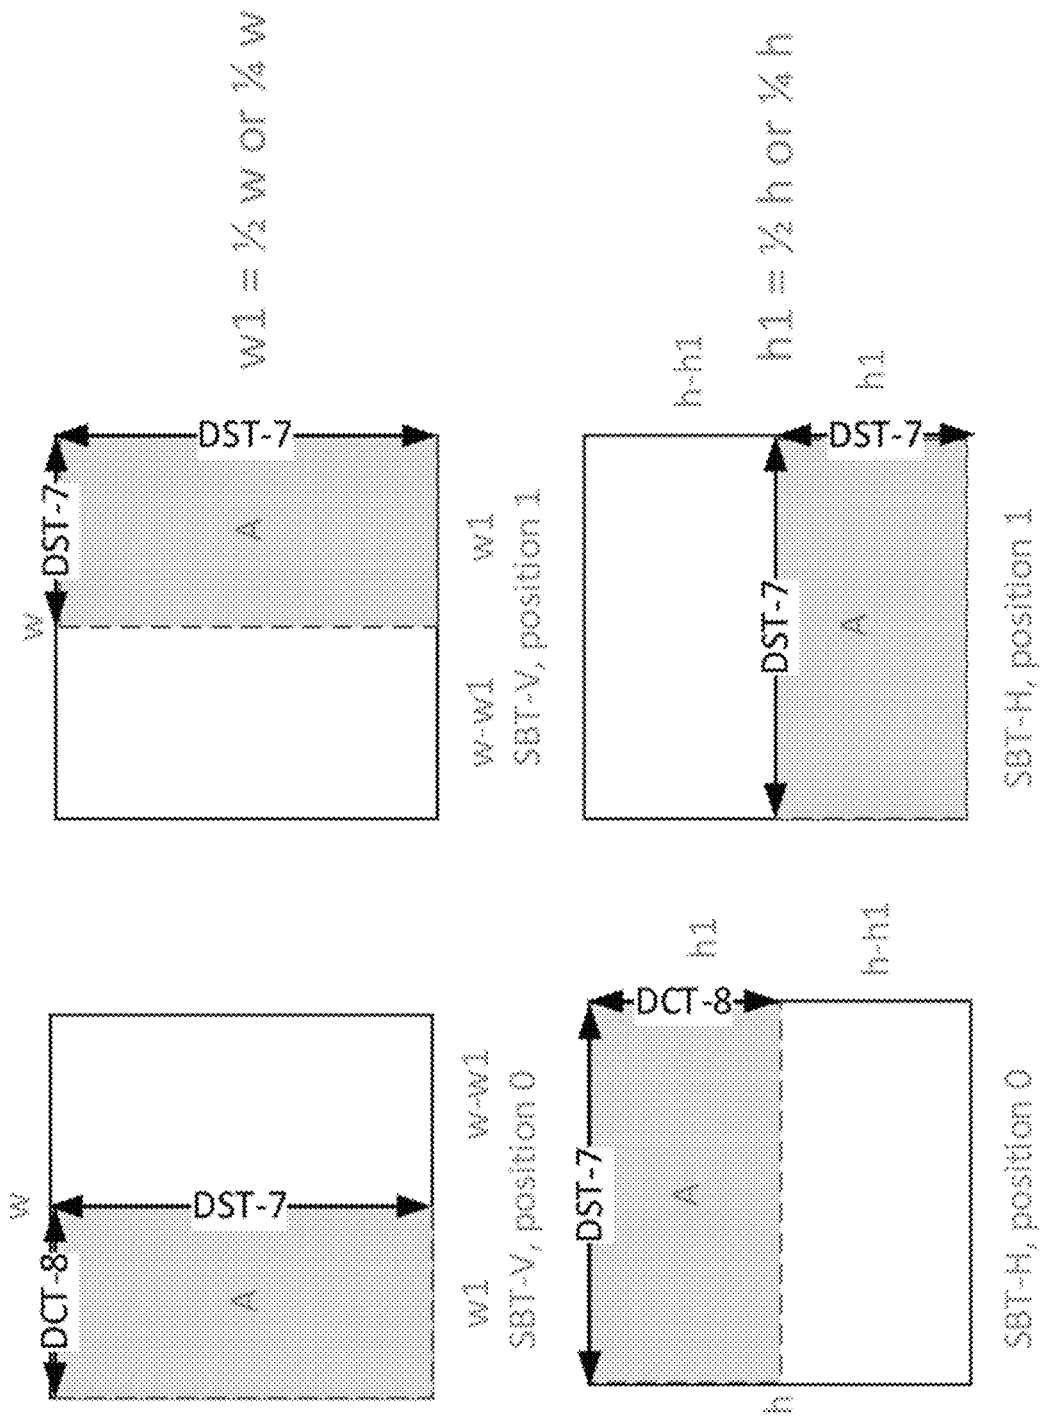 w
w
DCT-8
DST-7
DST-7
DST-7
A
A
w1 = ½ w or ¼ w
w1
w-w1
w-w1
w1
SBT-V, position 0
SBT-V, position 1
DST-7
DCT-8
h1
h-h1
A
DST-7
DST-7
h1 = ½ h or ¼ h
h
A
h-h1
h1
SBT-H, position 0
SBT-H, position 1